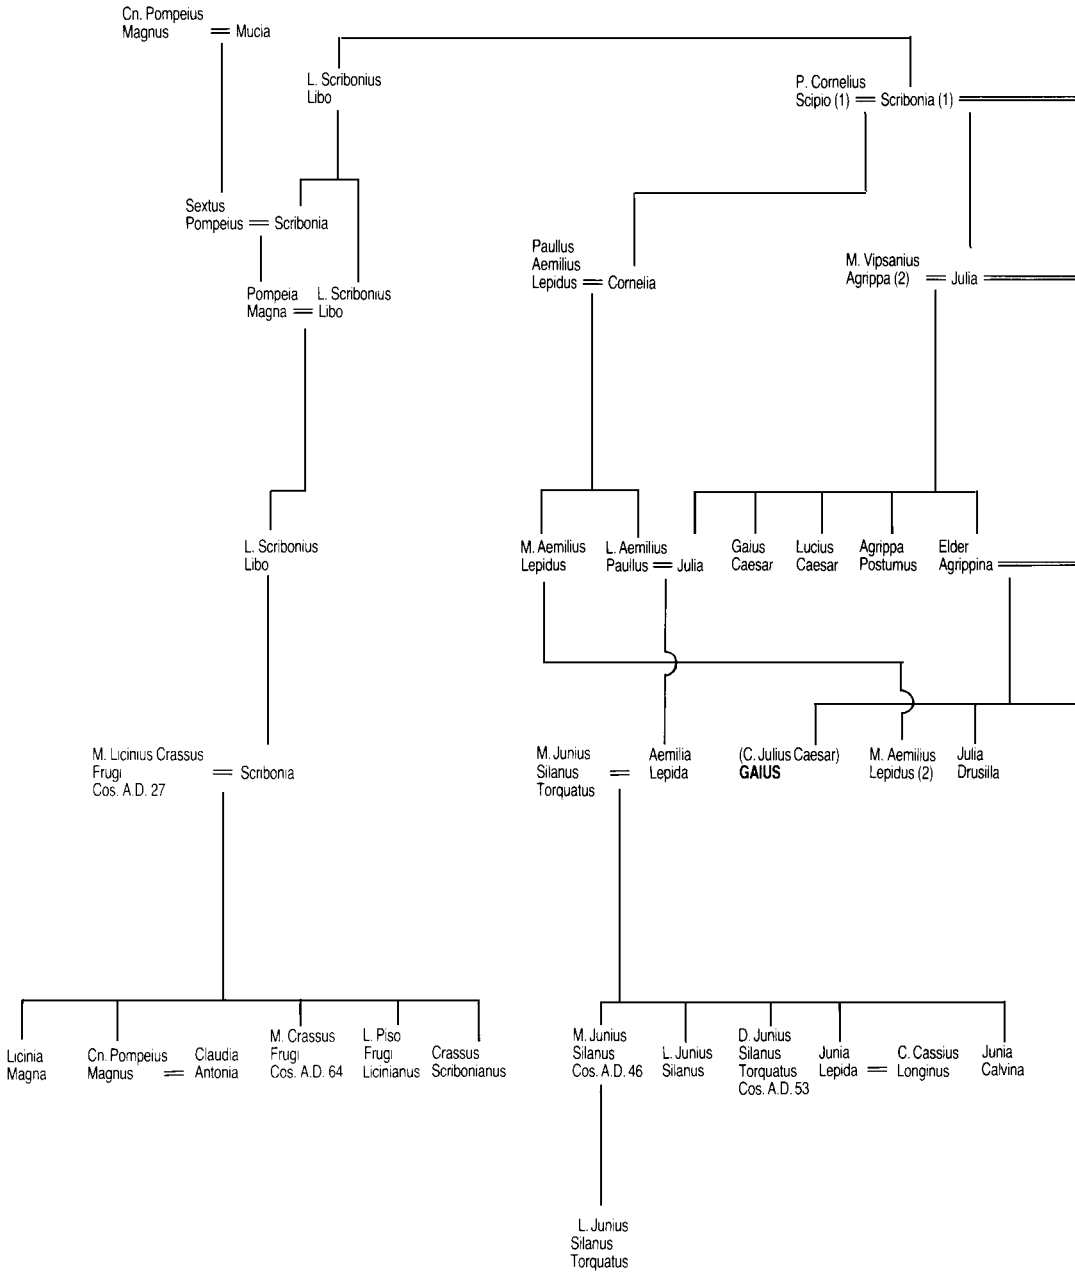 Cn. Pompeius
Magnus = Mucia
L. Scribonius
Libo
P. Cornelius
Scipio (1) = Scribonia (1) =
Sextus
Pompeius = Scribonia
Paullus
Aemilius
Lepidus = Cornelia
M. Vipsanius
Agrippa (2) = Julia =
Pompeia L. Scribonius
Magna = Libo
L. Scribonius
Libo
M. Aemilius
Lepidus
L. Aemilius
Paullus = Julia
Gaius
Caesar
Lucius
Caesar
Agrippa
Postumus
Elder
Agrippina =
M. Licinius Crassus
Frugi = Scribonia
Cos. A.D. 27
M. Junius
Silanus =
Torquatus
Aemilia
Lepida
(C. Julius Caesar)
GAIUS
M. Aemilius
Lepidus (2)
Julia
Drusilla
Licinia
Magna
Cn. Pompeius
Magnus =
Claudia
Antonia
M. Crassus
Frugi
Cos. A.D. 64
L. Piso
Frugi
Licinianus
Crassus
Scribonianus
M. Junius
Silanus
Cos. A.D. 46
L. Junius
Silanus
D. Junius
Silanus
Torquatus
Cos. A.D. 53
Junia
Lepida =
C. Cassius
Longinus
Junia
Calvina
L. Junius
Silanus
Torquatus